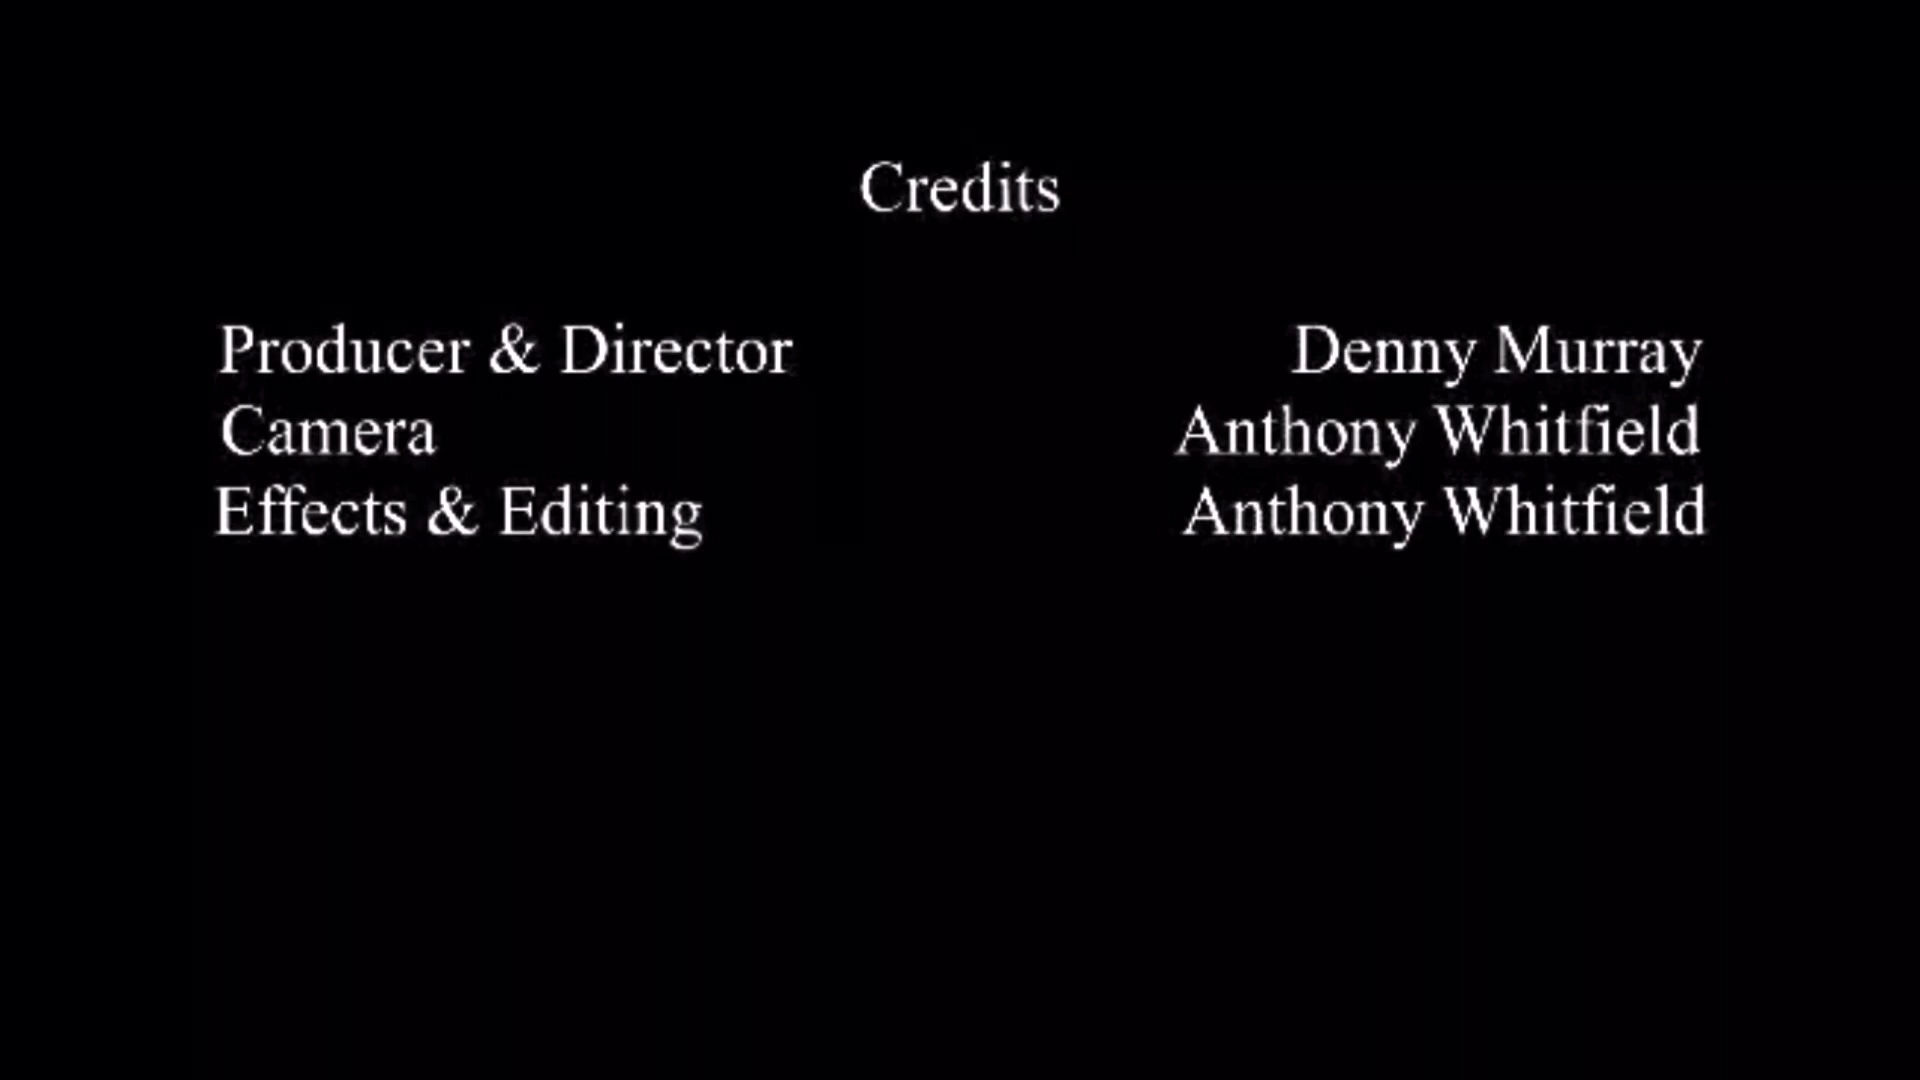 Credits
Producer & Director Denny Murray
Camera Anthony Whitfield
Effects & Editing Anthony Whitfield